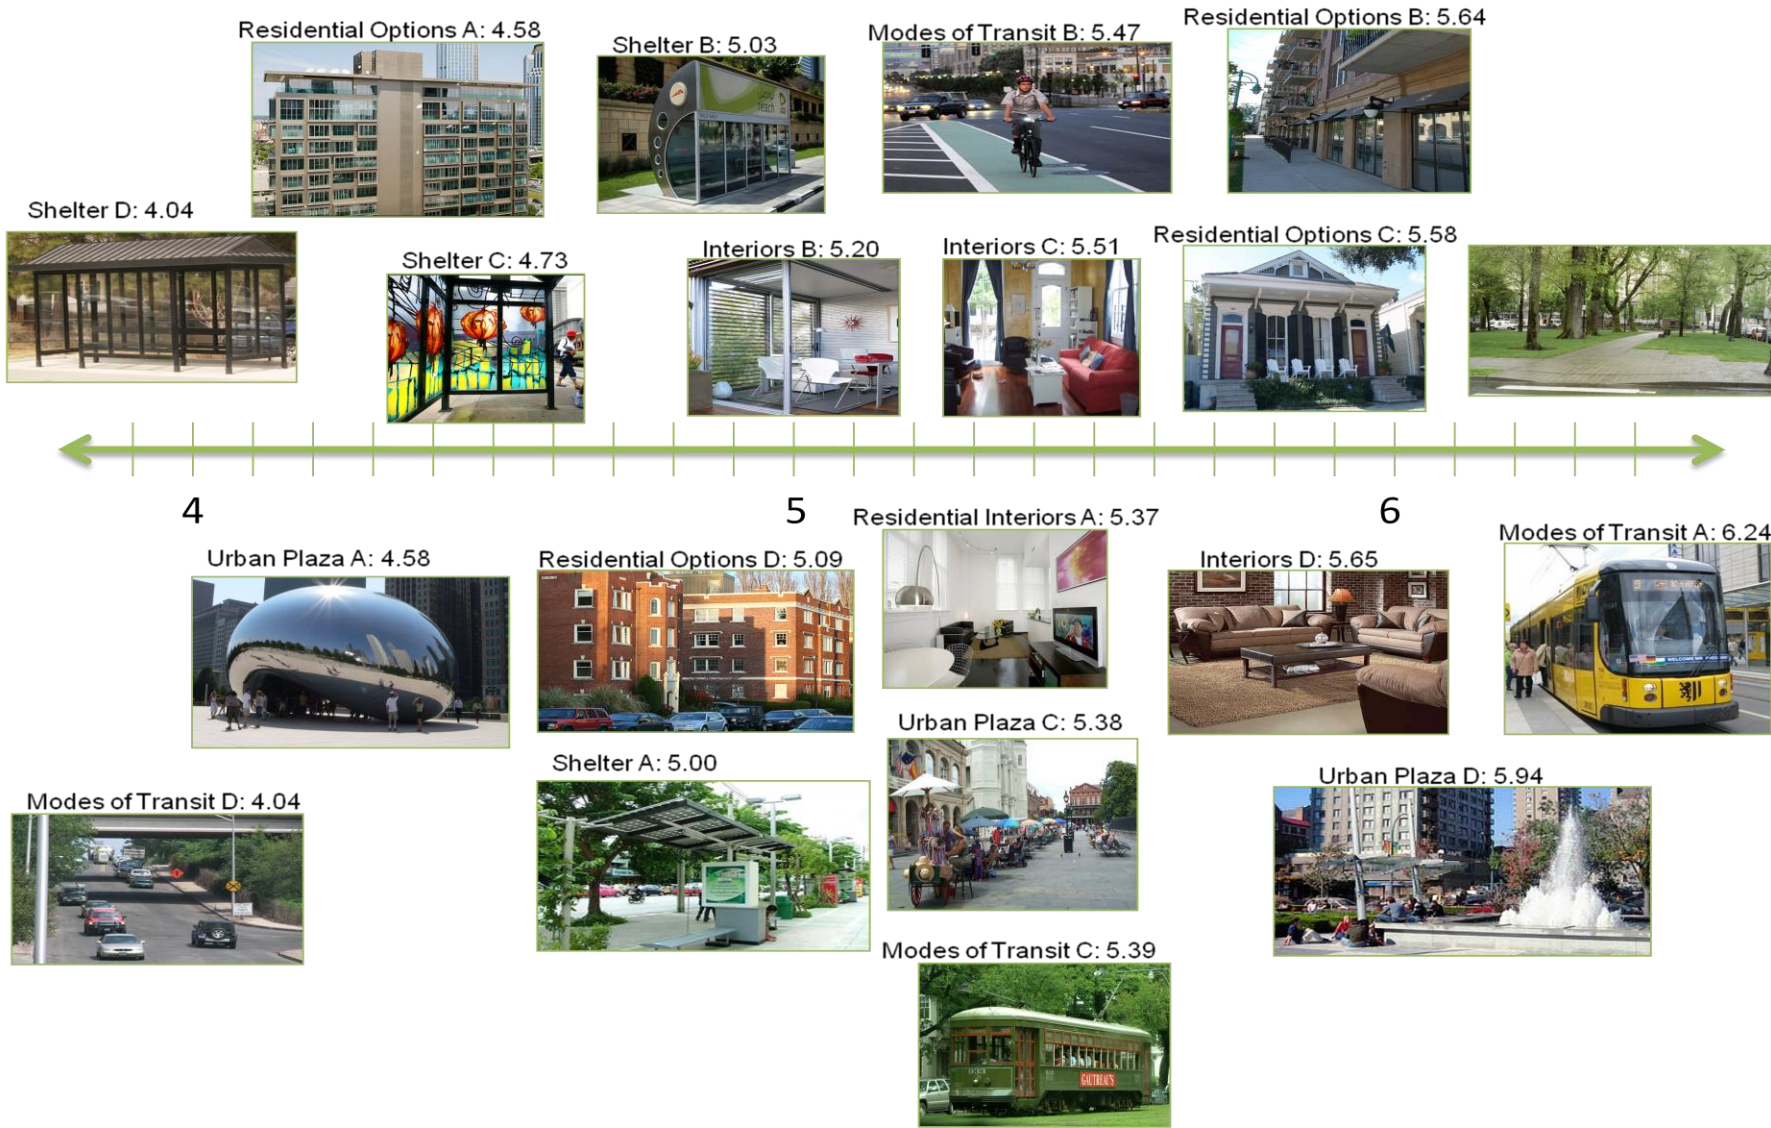 Residential Options A: 4.58
Shelter B: 5.03
Modes of Transit B: 5.47
Residential Options B: 5.64
Shelter D: 4.04
Shelter C: 4.73
Interiors B: 5.20
Interiors C: 5.51
Residential Options C: 5.58
reach
4
5
6
Urban Plaza A: 4.58
Residential Options D: 5.09
Residential Interiors A: 5.37
Interiors D: 5.65
Modes of Transit A: 6.24
Urban Plaza C: 5.38
Shelter A: 5.00
Urban Plaza D: 5.94
Modes of Transit D: 4.04
Modes of Transit C: 5.39
933
GAUTREAU'S